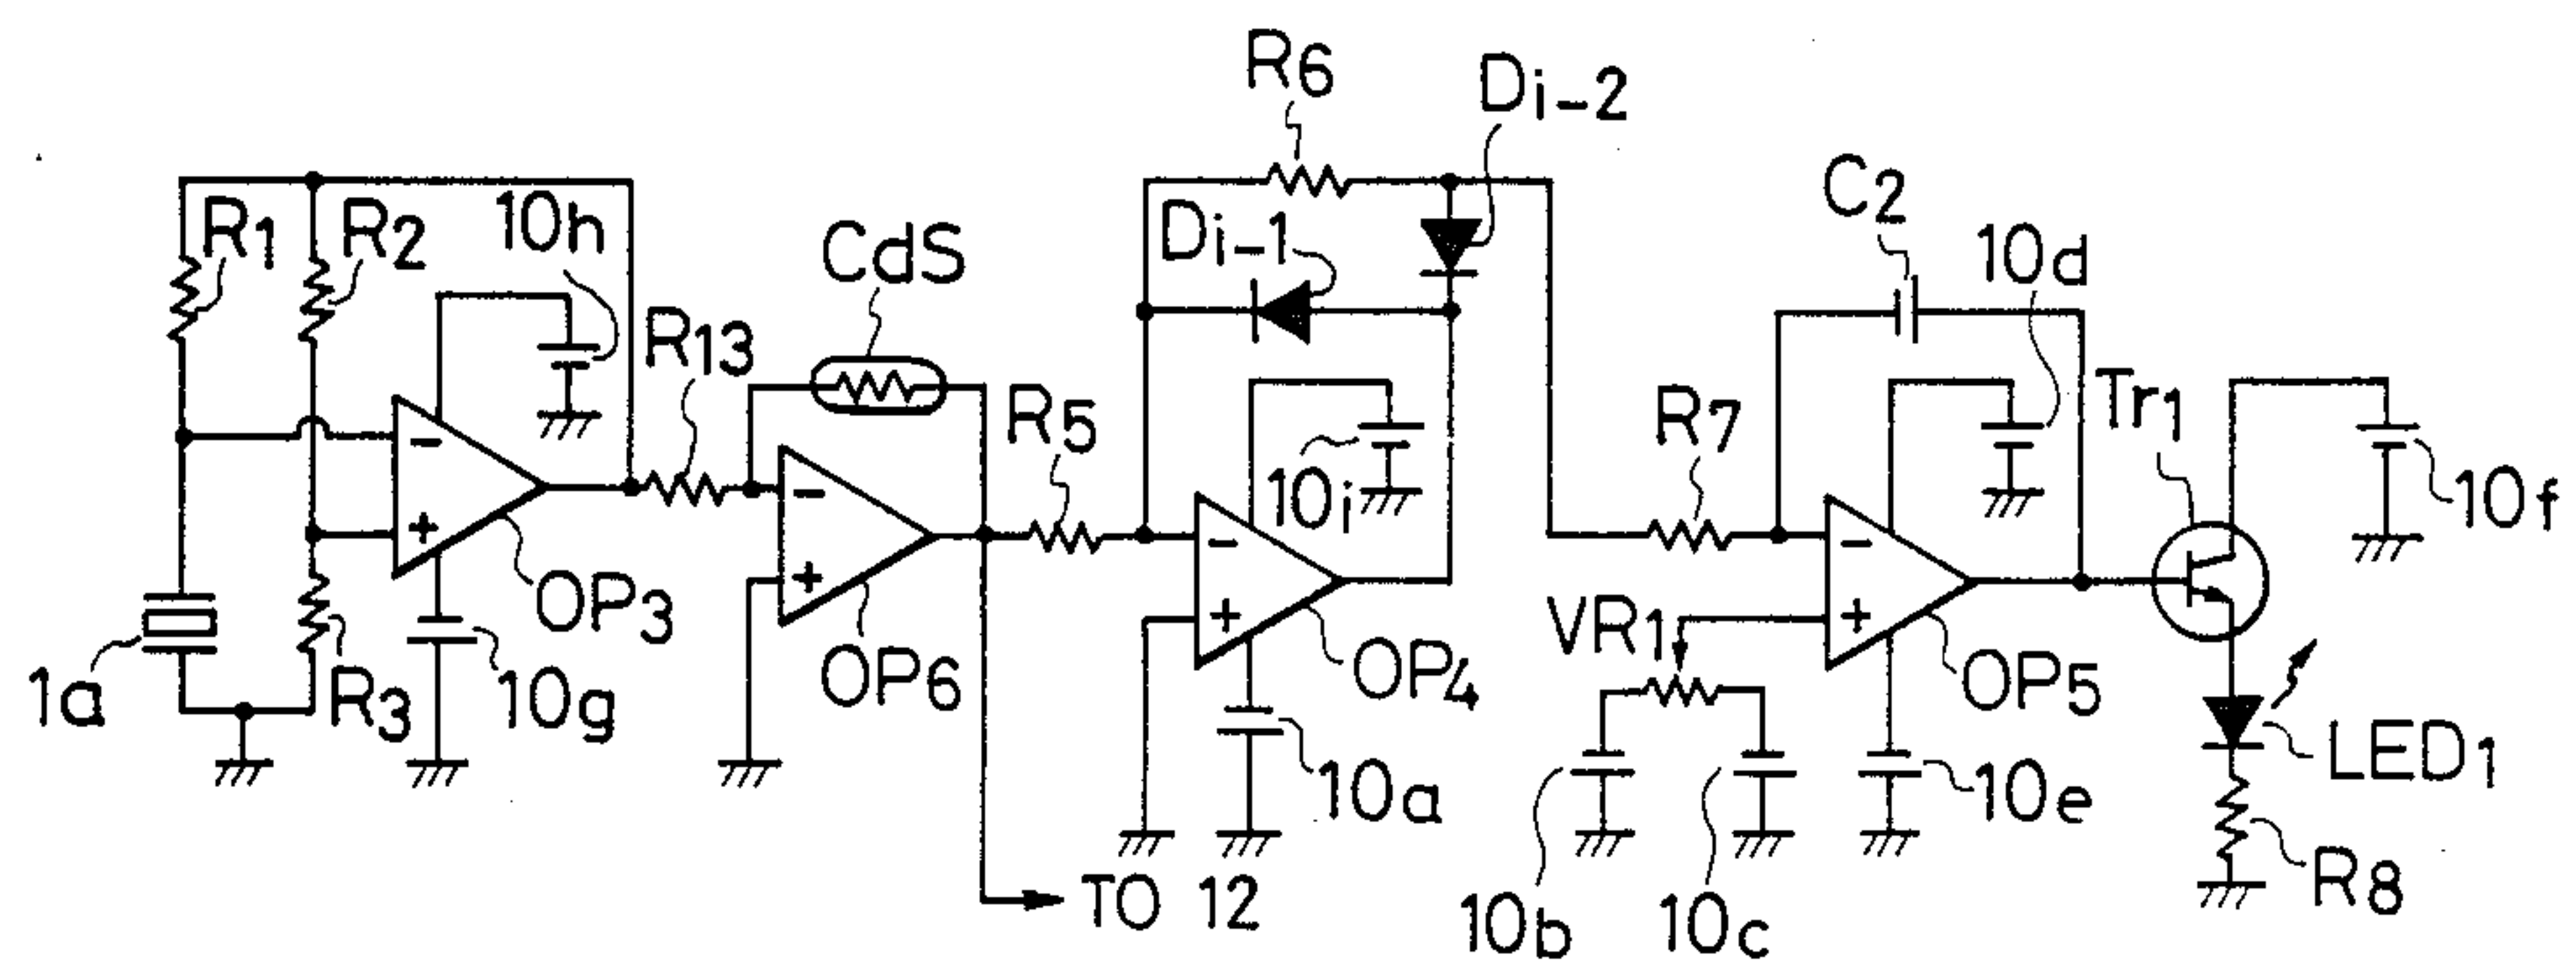 R6
Di-2
C2
R1
R2
10h
CdS
Di-1
10d
R13
R5
R7
Tr1
10i
10f
−
−
−
−
+
+
+
+
OP3
OP6
OP4
VR1
OP5
1a
R3
10g
10a
10e
LED1
R8
TO 12
10b
10c